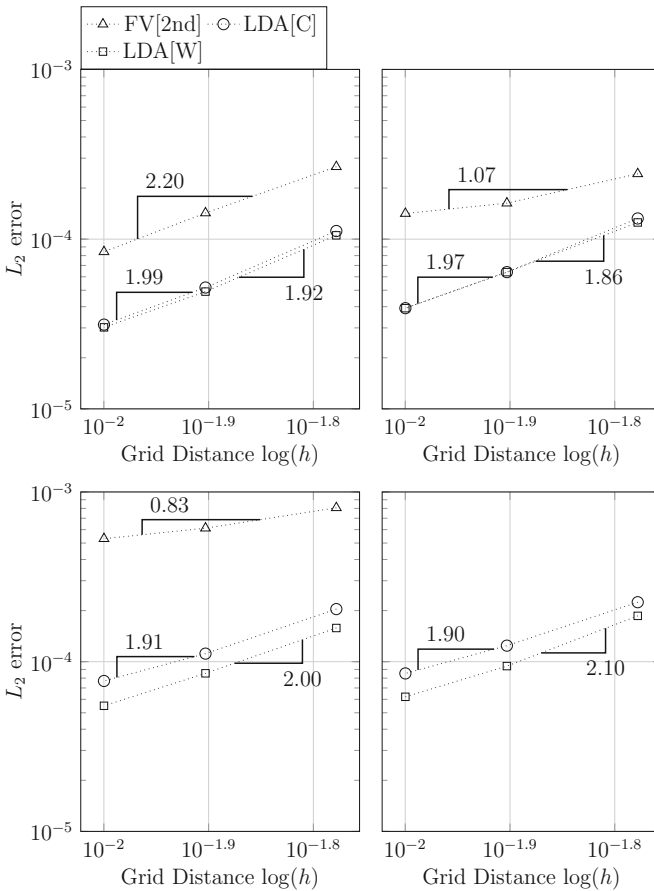 FV[2nd] LDA[C]
LDA[W]
10^{-3}
2.20
1.07
10^{-4}
1.99
1.92
1.97
1.86
L_2 error
10^{-5}
10^{-2} 10^{-1.9} 10^{-1.8}
10^{-2} 10^{-1.9} 10^{-1.8}
Grid Distance log(h)
Grid Distance log(h)
10^{-3}
0.83
1.91
1.90
10^{-4}
2.00
2.10
L_2 error
10^{-5}
10^{-2} 10^{-1.9} 10^{-1.8}
10^{-2} 10^{-1.9} 10^{-1.8}
Grid Distance log(h)
Grid Distance log(h)